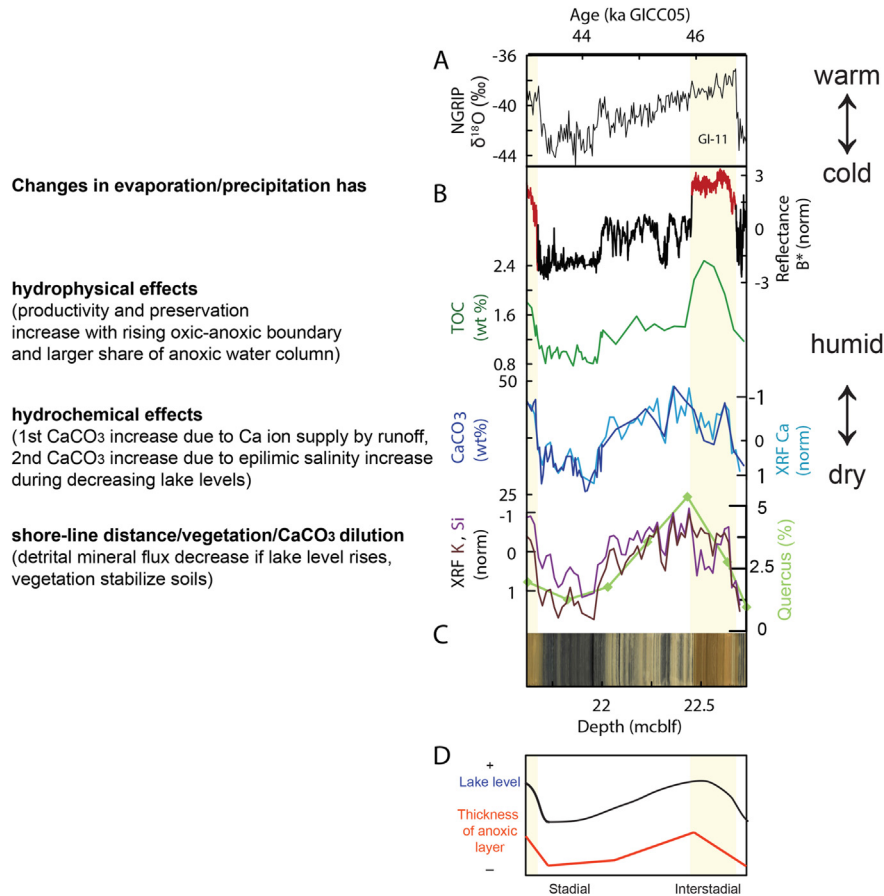 Age (ka GICC05)
44 46
A
-36
-40
-44
NGRIP
δ18O (‰)
GI-11
warm
cold
Changes in evaporation/precipitation has
B
3
0
-3
Reflectance
B* (norm)
hydrophysical effects
(productivity and preservation
increase with rising oxic-anoxic boundary
and larger share of anoxic water column)
2.4
1.6
0.8
TOC
(wt %)
humid
dry
hydrochemical effects
(1st CaCO3 increase due to Ca ion supply by runoff,
2nd CaCO3 increase due to epilimic salinity increase
during decreasing lake levels)
50
25
CaCO3
(wt%)
-1
0
1
XRF Ca
(norm)
shore-line distance/vegetation/CaCO3 dilution
(detrital mineral flux decrease if lake level rises,
vegetation stabilize soils)
-1
0
1
XRF K, Si
(norm)
5
2.5
0
Quercus (%)
C
22 22.5
Depth (mcblf)
D
+
Lake level
Thickness
of anoxic
layer
–
Stadial Interstadial